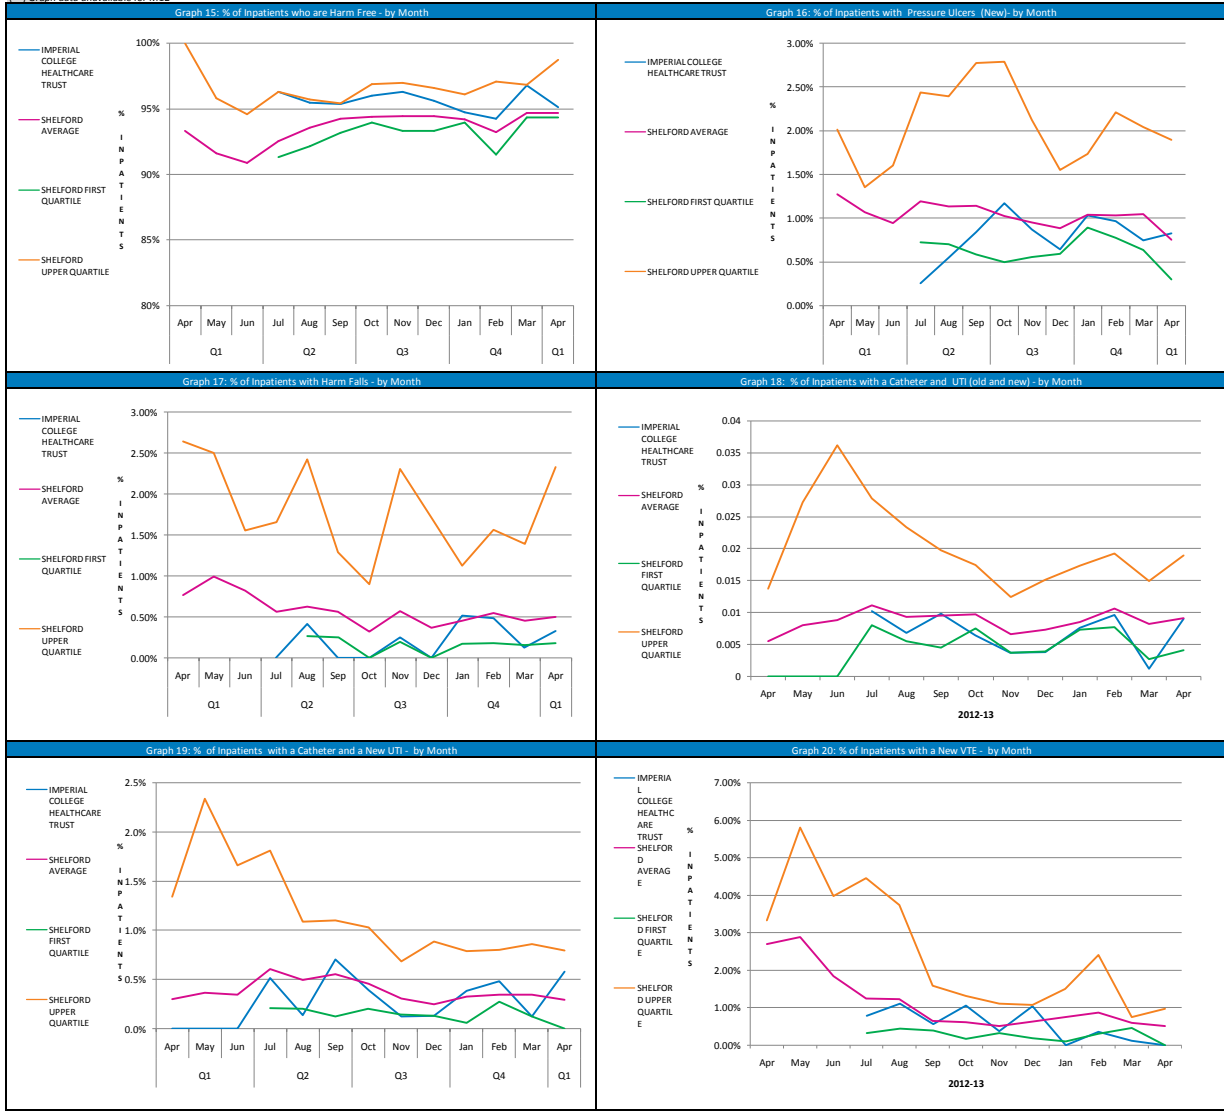 Graph 15: % of Inpatients who are Harm Free - by Month
IMPERIAL
COLLEGE
HEALTHCARE
TRUST
SHELFORD
AVERAGE
SHELFORD FIRST
QUARTILE
SHELFORD
UPPER QUARTILE
% INPATIENTS
100%
95%
90%
85%
80%
Apr May Jun Jul Aug Sep Oct Nov Dec Jan Feb Mar Apr
Q1 Q2 Q3 Q4 Q1
Graph 16: % of Inpatients with Pressure Ulcers (New)- by Month
IMPERIAL COLLEGE
HEALTHCARE TRUST
SHELFORD AVERAGE
SHELFORD FIRST QUARTILE
SHELFORD UPPER QUARTILE
% INPATIENTS
3.00%
2.50%
2.00%
1.50%
1.00%
0.50%
0.00%
Apr May Jun Jul Aug Sep Oct Nov Dec Jan Feb Mar Apr
Q1 Q2 Q3 Q4 Q1
Graph 17: % of Inpatients with Harm Falls - by Month
IMPERIAL
COLLEGE
HEALTHCARE
TRUST
SHELFORD
AVERAGE
SHELFORD FIRST
QUARTILE
SHELFORD
UPPER
QUARTILE
% INPATIENTS
3.00%
2.50%
2.00%
1.50%
1.00%
0.50%
0.00%
Apr May Jun Jul Aug Sep Oct Nov Dec Jan Feb Mar Apr
Q1 Q2 Q3 Q4 Q1
Graph 18: % of Inpatients with a Catheter and UTI (old and new) - by Month
IMPERIAL
COLLEGE
HEALTHCARE
TRUST
SHELFORD
AVERAGE
SHELFORD
FIRST
QUARTILE
SHELFORD
UPPER
QUARTILE
% INPATIENTS
0.04
0.035
0.03
0.025
0.02
0.015
0.01
0.005
0
Apr May Jun Jul Aug Sep Oct Nov Dec Jan Feb Mar Apr
2012-13
Graph 19: % of Inpatients with a Catheter and a New UTI - by Month
IMPERIAL
COLLEGE
HEALTHCARE
TRUST
SHELFORD
AVERAGE
SHELFORD
FIRST
QUARTILE
SHELFORD
UPPER
QUARTILE
% INPATIENTS
2.5%
2.0%
1.5%
1.0%
0.5%
0.0%
Apr May Jun Jul Aug Sep Oct Nov Dec Jan Feb Mar Apr
Q1 Q2 Q3 Q4 Q1
Graph 20: % of Inpatients with a New VTE - by Month
IMPERIA
L
COLLEGE
HEALTHC
ARE
TRUST
SHELFOR
D
AVERAG
E
SHELFOR
D FIRST
QUARTIL
E
SHELFOR
D UPPER
QUARTIL
E
% INPATIENTS
7.00%
6.00%
5.00%
4.00%
3.00%
2.00%
1.00%
0.00%
Apr May Jun Jul Aug Sep Oct Nov Dec Jan Feb Mar Apr
2012-13